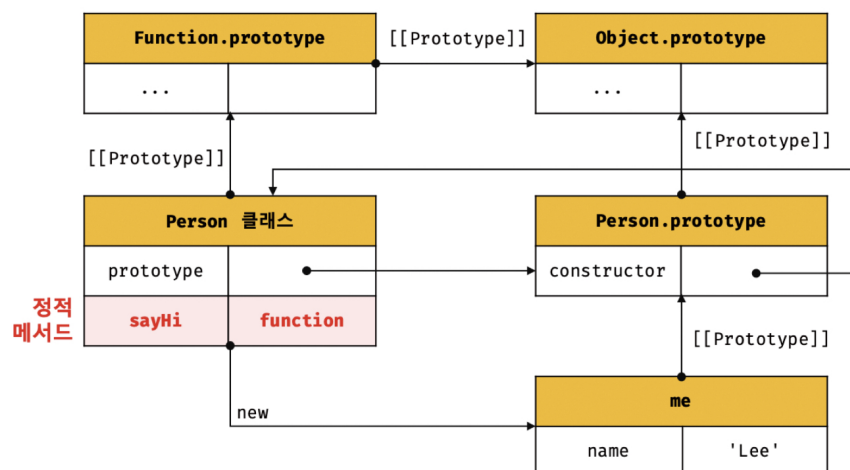 Function.prototype
[[Prototype]]
Object.prototype
...
...
[[Prototype]]
[[Prototype]]
Person 클래스
Person.prototype
prototype
constructor
정적
메서드
sayHi
function
[[Prototype]]
new
me
name
'Lee'